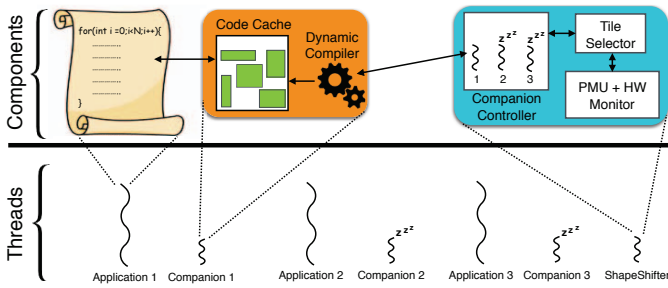 Components
for(int i =0;i<N;i++){
..............
..............
..............
..............
}
Code Cache
Dynamic
Compiler
z z z
z z z
1 2 3
Companion
Controller
Tile
Selector
PMU + HW
Monitor
Threads
z z z
z z z
z z z
Application 1
Companion 1
Application 2
Companion 2
Application 3
Companion 3
ShapeShifter